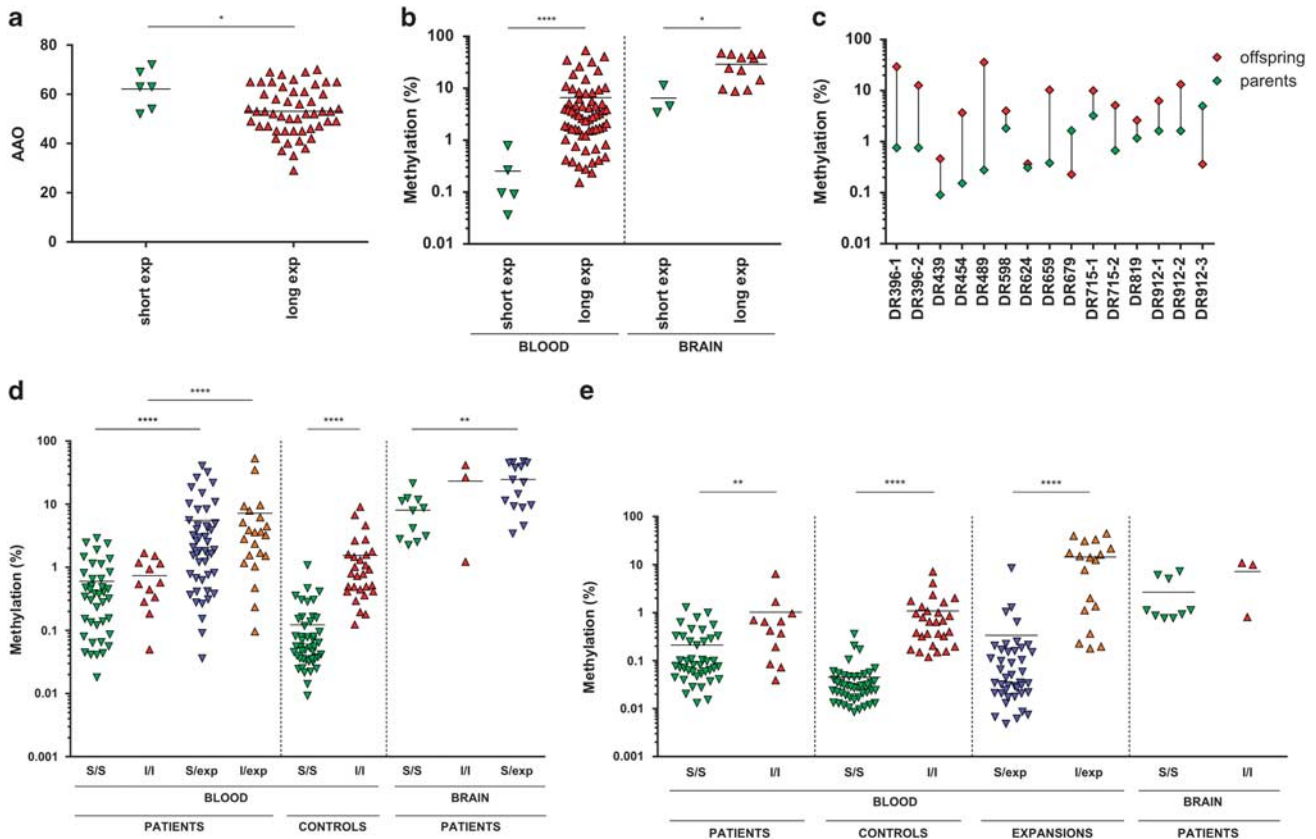 a
*
AAO
80
60
40
20
0
short exp
long exp
b
****
*
Methylation (%)
100
10
1
0.1
0.01
short exp
long exp
short exp
long exp
BLOOD
BRAIN
c
offspring
parents
Methylation (%)
100
10
1
0.1
0.01
DR396-1
DR396-2
DR439
DR454
DR489
DR598
DR624
DR659
DR679
DR715-1
DR715-2
DR819
DR912-1
DR912-2
DR912-3
d
****
****
****
**
Methylation (%)
100
10
1
0.1
0.01
0.001
S/S I/I S/exp I/exp S/S I/I S/S I/I S/exp
BLOOD BRAIN
PATIENTS CONTROLS PATIENTS
e
**
****
****
Methylation (%)
100
10
1
0.1
0.01
0.001
S/S I/I S/S I/I S/exp I/exp S/S I/I
BLOOD BRAIN
PATIENTS CONTROLS EXPANSIONS PATIENTS